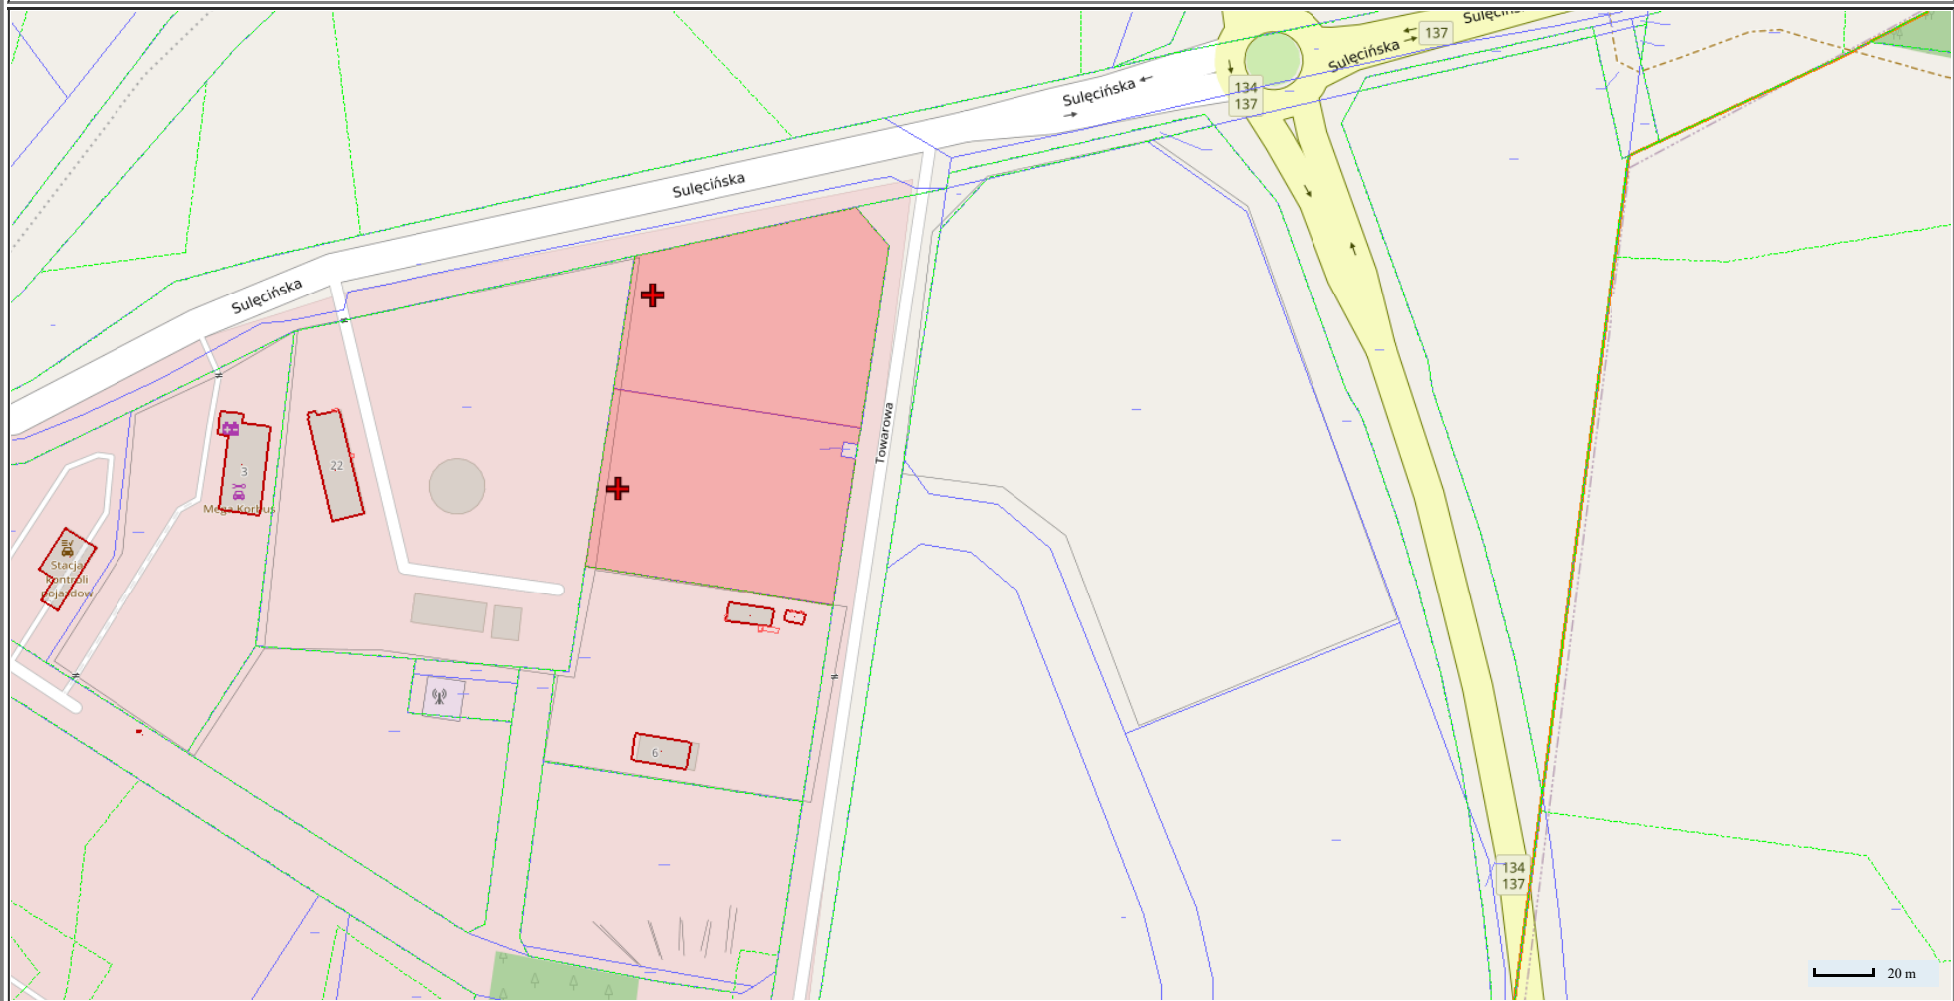 Sulęcińska
137
Sulęcińska
Sulęcińska
134
137
Sulęcińska
Sulęcińska
Towarowa
22
3
Mega Korbus
Stacja
kontroli
pojazdów
6
134
137
20 m